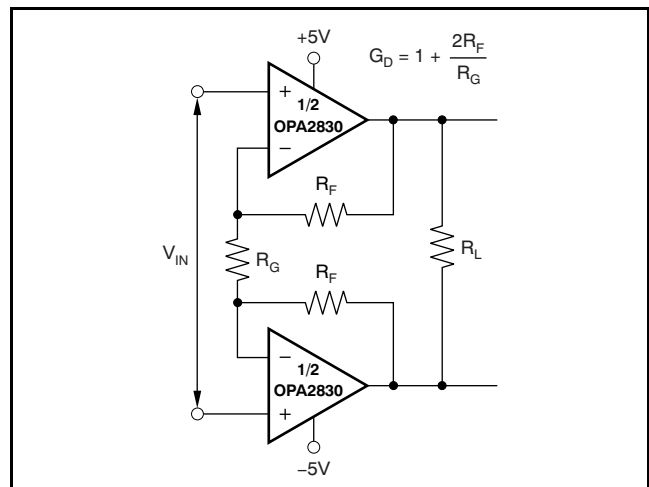 +5V
G_D = 1 + 2R_F / R_G
+
1/2
OPA2830
−
R_F
V_IN
R_G
R_F
R_L
−
1/2
OPA2830
+
−5V